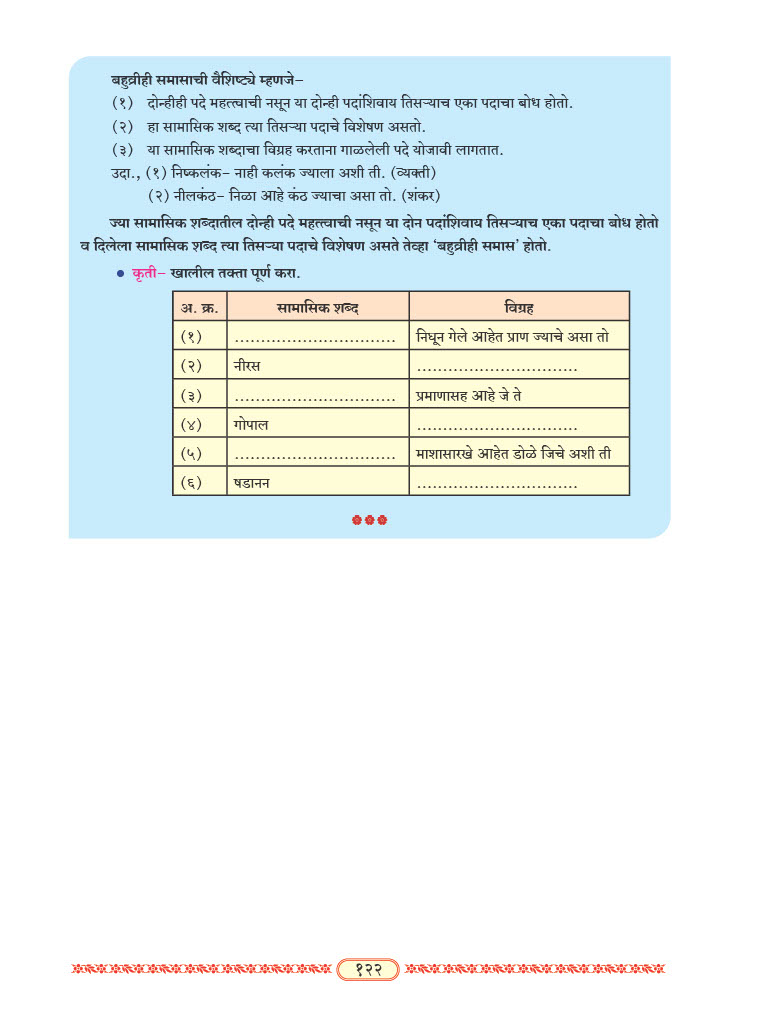 बहुव्रीही समासाची वैशिष्ट्ये म्हणजे–
(१) दोन्हीही पदे महत्त्वाची नसून या दोन्ही पदांशिवाय तिसऱ्याच एका पदाचा बोध होतो.
(२) हा सामासिक शब्द त्या तिसऱ्या पदाचे विशेषण असतो.
(३) या सामासिक शब्दाचा विग्रह करताना गाळलेली पदे योजावी लागतात.
उदा., (१) निष्कलंक– नाही कलंक ज्याला अशी ती. (व्यक्ती)
(२) नीलकंठ– निळा आहे कंठ ज्याचा असा तो. (शंकर)
ज्या सामासिक शब्दातील दोन्ही पदे महत्त्वाची नसून या दोन पदांशिवाय तिसऱ्याच एका पदाचा बोध होतो
व दिलेला सामासिक शब्द त्या तिसऱ्या पदाचे विशेषण असते तेव्हा ‘बहुव्रीही समास’ होतो.
● कृती– खालील तक्ता पूर्ण करा.
अ. क्र. सामासिक शब्द विग्रह
(१) ............................... निधून गेले आहेत प्राण ज्याचे असा तो
(२) नीरस ...............................
(३) ............................... प्रमाणासह आहे जे ते
(४) गोपाल ...............................
(५) ............................... माशासारखे आहेत डोळे जिचे अशी ती
(६) षडानन ...............................
१२२